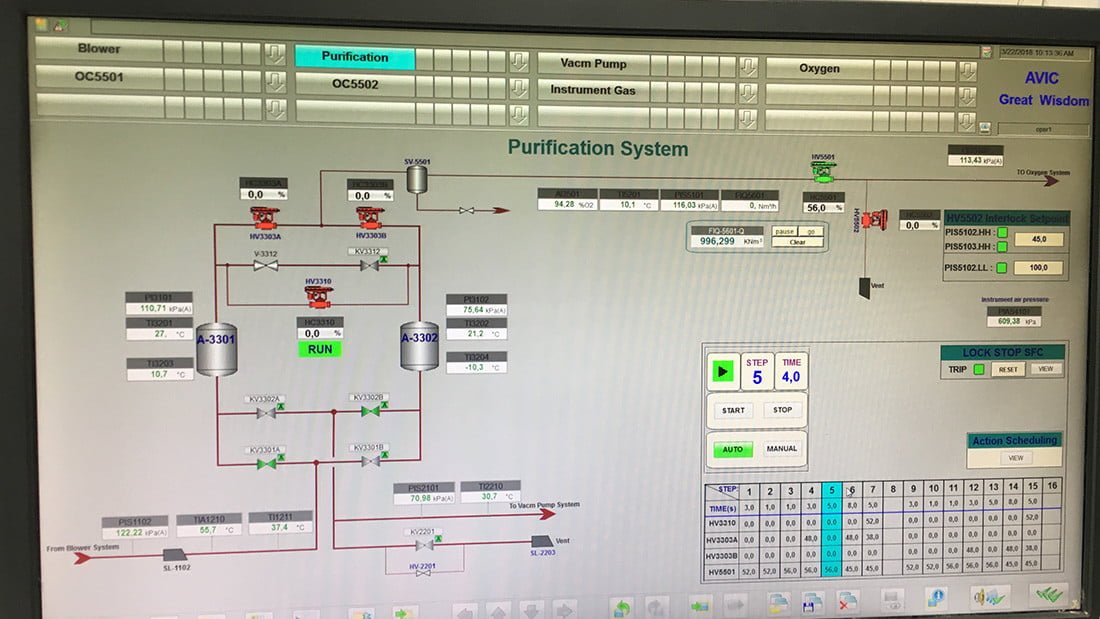 Blower
Purification
Vacm Pump
Oxygen
3/22/2018 10:13:36 AM
OC5501
OC5502
Instrument Gas
AVIC
Great Wisdom
oper1
Purification System
SV-5501
HV5501
113,43 kPa(A)
TO Oxygen System
HC3303A
0,0 %
HC3303B
0,0 %
AI0501
94,28 %O2
TI5201
10,1 °C
PIS5101
116,03 kPa(A)
FIQ5601
0, Nm³/h
HC5501
56,0 %
HV5502
0,0 %
HV5502 Interlock Setpoint
PIS5102.HH :
PIS5103.HH :
45,0
PIS5102.LL :
100,0
HV3303A
HV3303B
FIQ-5601-Q
996,299 KNm³
pause go
Clear
V-3312
KV3312
HV3310
HC3310
0,0 %
RUN
Vent
Instrument air pressure
PIA54101
609,38 kPa
PI3101
110,71 kPa(A)
TI3201
27, °C
TI3203
10,7 °C
A-3301
A-3302
PI3102
75,64 kPa(A)
TI3202
21,2 °C
TI3204
-10,3 °C
LOCK STOP SFC
TRIP RESET VIEW
STEP
5
TIME
4,0
START STOP
AUTO MANUAL
KV3302A
KV3302B
KV3301A
KV3301B
Action Scheduling
VIEW
PIS2101
70,98 kPa(A)
TI2210
30,7 °C
To Vacm Pump System
KV2201
HV-2201
Vent
SL-2203
PIS1102
122,22 kPa(A)
TIA1210
55,7 °C
TI1211
37,4 °C
From Blower System
SL-1102
STEP 1 2 3 4 5 6 7 8 9 10 11 12 13 14 15 16
TIME(s) 3,0 1,0 1,0 3,0 5,0 8,0 5,0 3,0 1,0 1,0 3,0 5,0 8,0 5,0
HV3310 0,0 0,0 0,0 0,0 0,0 0,0 52,0 0,0 0,0 0,0 0,0 0,0 0,0 52,0
HV3303A 0,0 0,0 0,0 48,0 0,0 48,0 38,0 0,0 0,0 0,0 0,0 0,0 0,0 0,0
HV3303B 0,0 0,0 0,0 0,0 0,0 0,0 0,0 0,0 0,0 0,0 48,0 0,0 48,0 38,0
HV5501 52,0 52,0 56,0 56,0 56,0 45,0 45,0 52,0 52,0 56,0 56,0 56,0 45,0 45,0